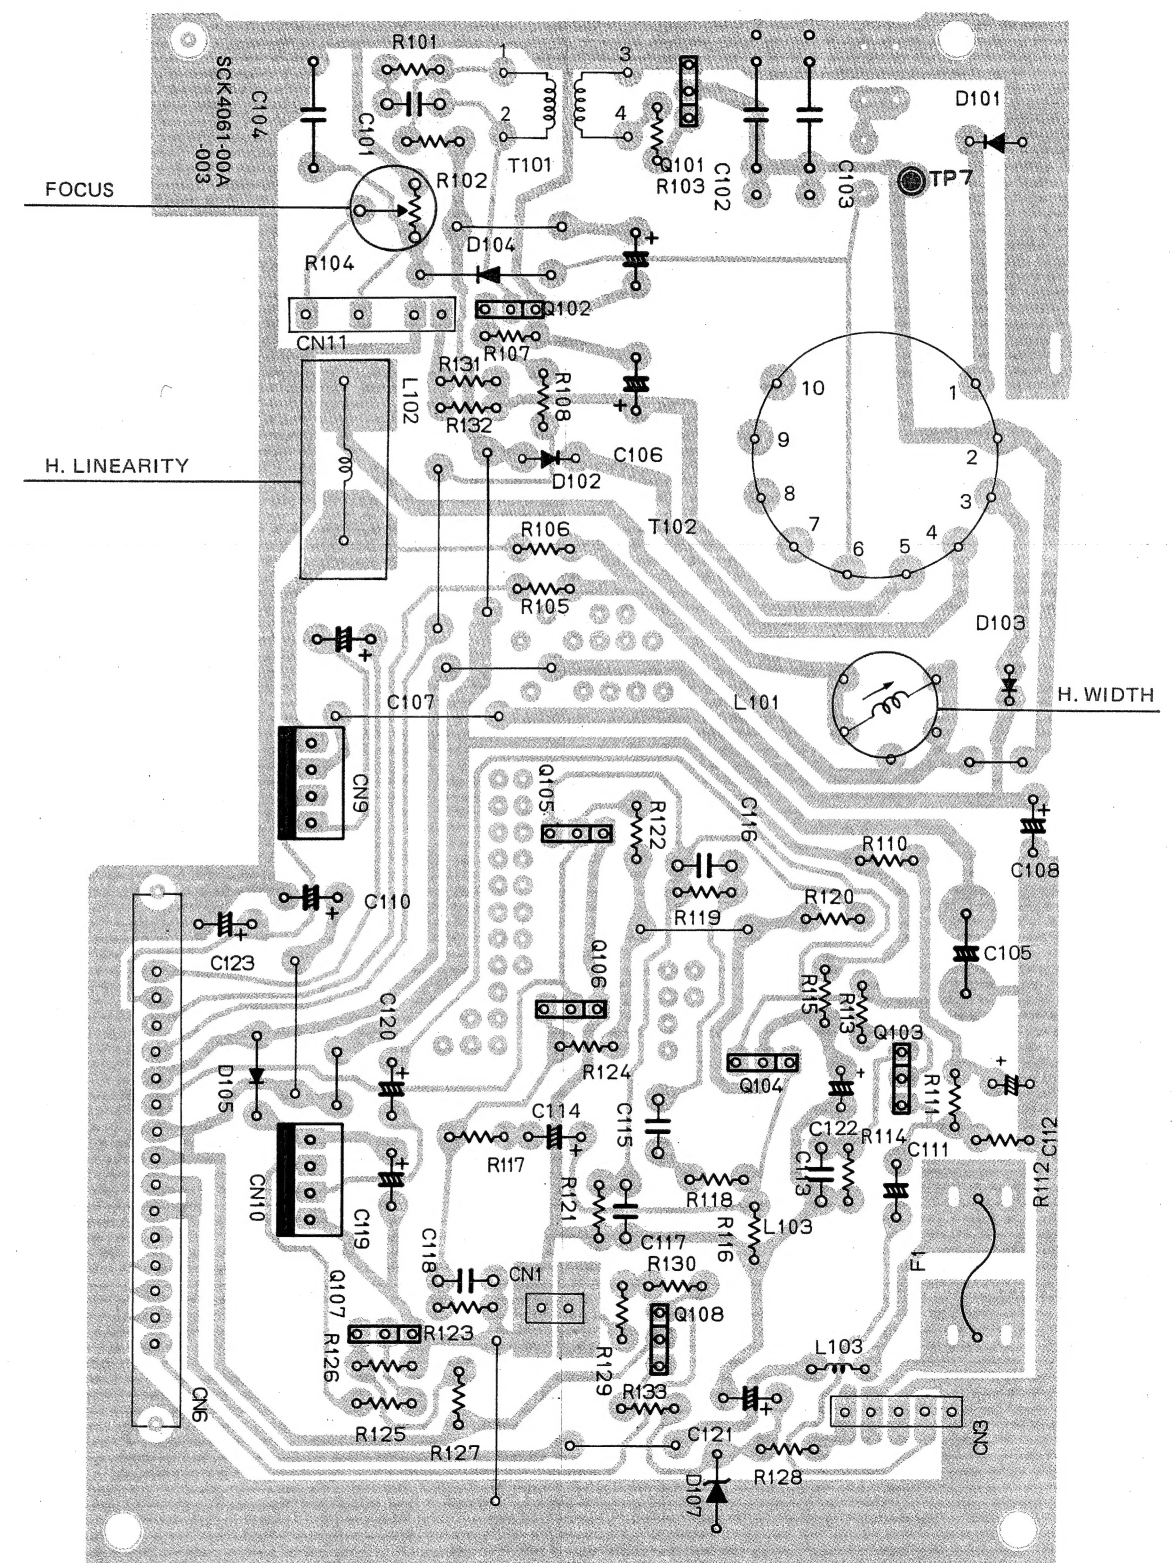 R101
1
3
SCK4061-00A
-003
C104
C101
2
4
D101
T101
Q101
R103
C102
C103
TP7
R102
FOCUS
D104
R104
Q102
CN11
R107
R131
L102
R108
R132
10
1
9
2
H. LINEARITY
C106
D102
8
3
7
4
T102
R106
6
5
R105
D103
C107
L101
H. WIDTH
CN9
Q105
R122
C116
R110
C108
C110
R119
R120
C123
Q106
C105
C120
R115
R113
Q103
D105
R124
Q104
R111
C114
C115
C122
R114
C111
C112
R117
C113
R112
CN10
R121
R118
C119
R116
L103
C117
C118
CN1
R130
F1
Q107
R123
Q108
R126
R129
L103
CN6
R133
R125
R127
C121
CN3
R128
D107
+
+
+
+
+
+
+
+
+
+
+
+